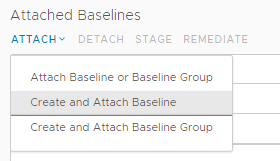 Attached Baselines
ATTACH DETACH STAGE REMEDIATE
Attach Baseline or Baseline Group
Create and Attach Baseline
Create and Attach Baseline Group